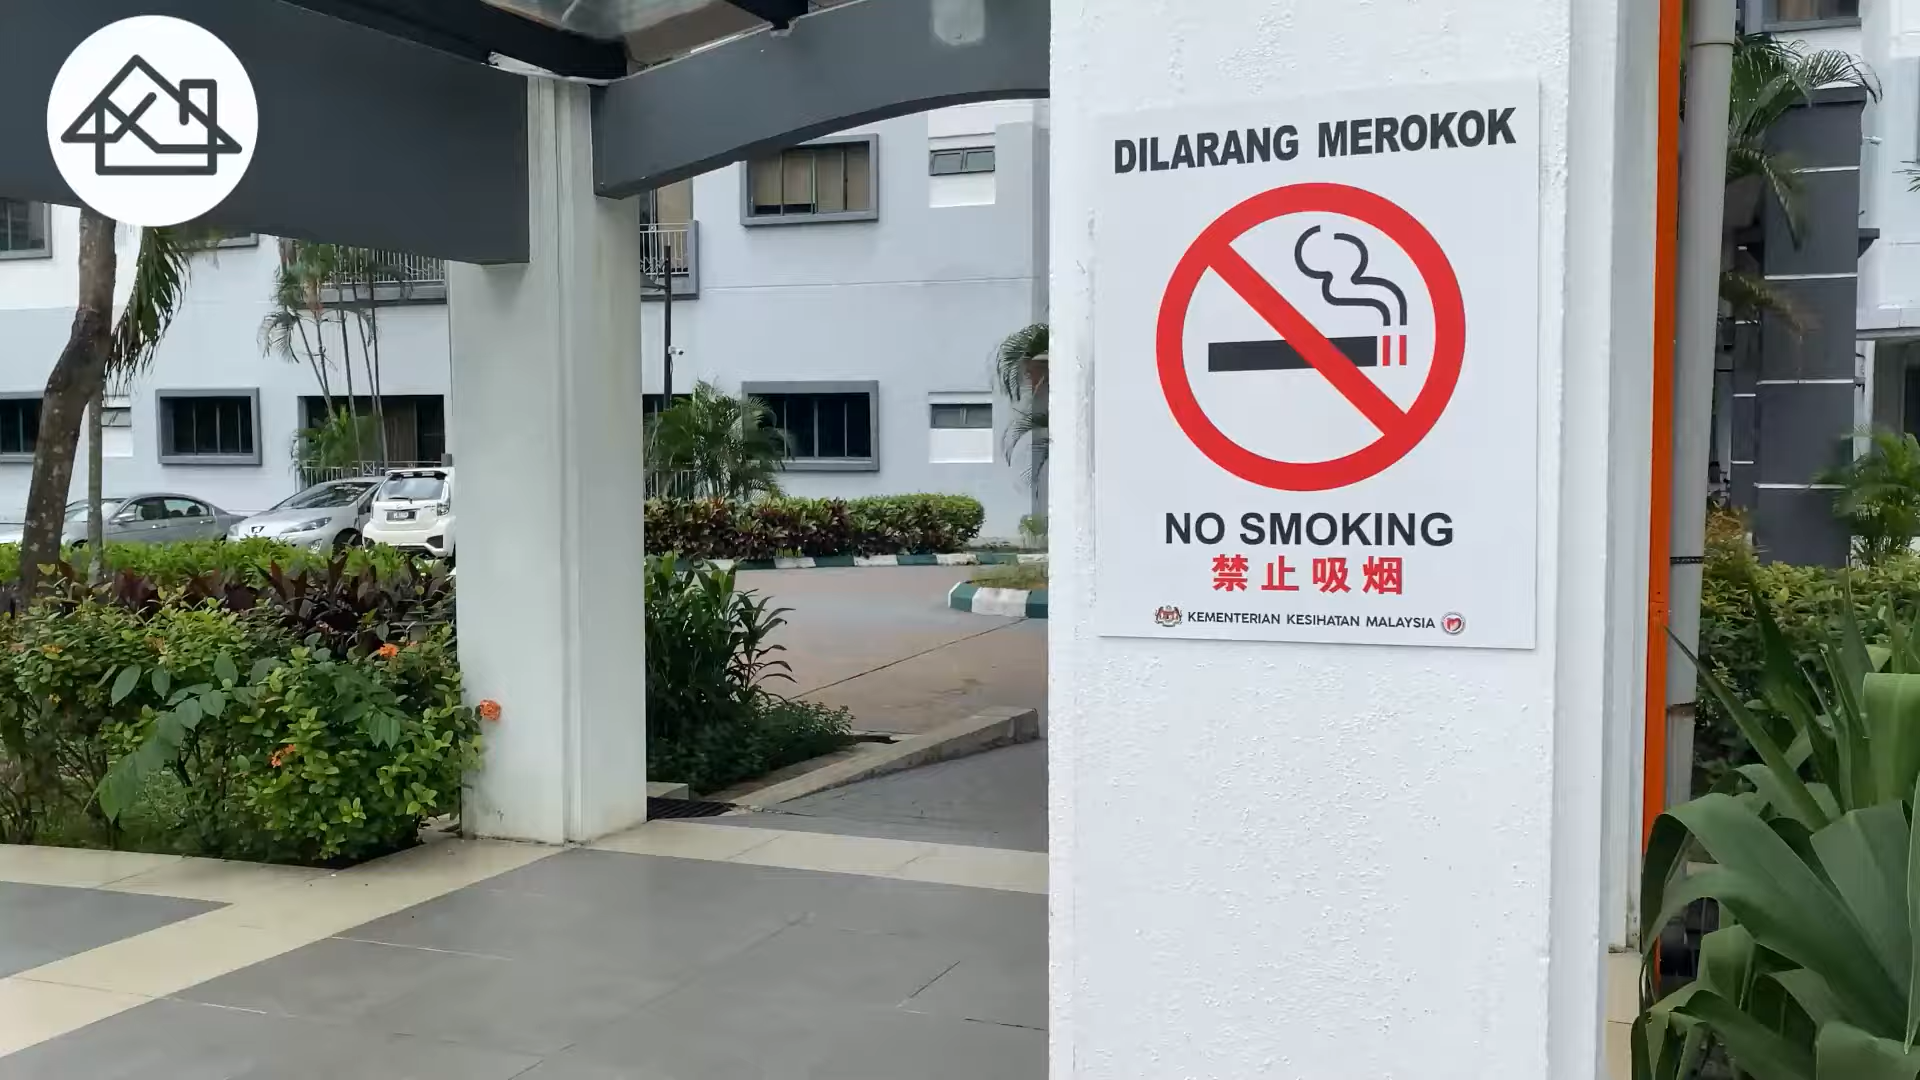 DILARANG MEROKOK
NO SMOKING
禁止吸烟
KEMENTERIAN KESIHATAN MALAYSIA